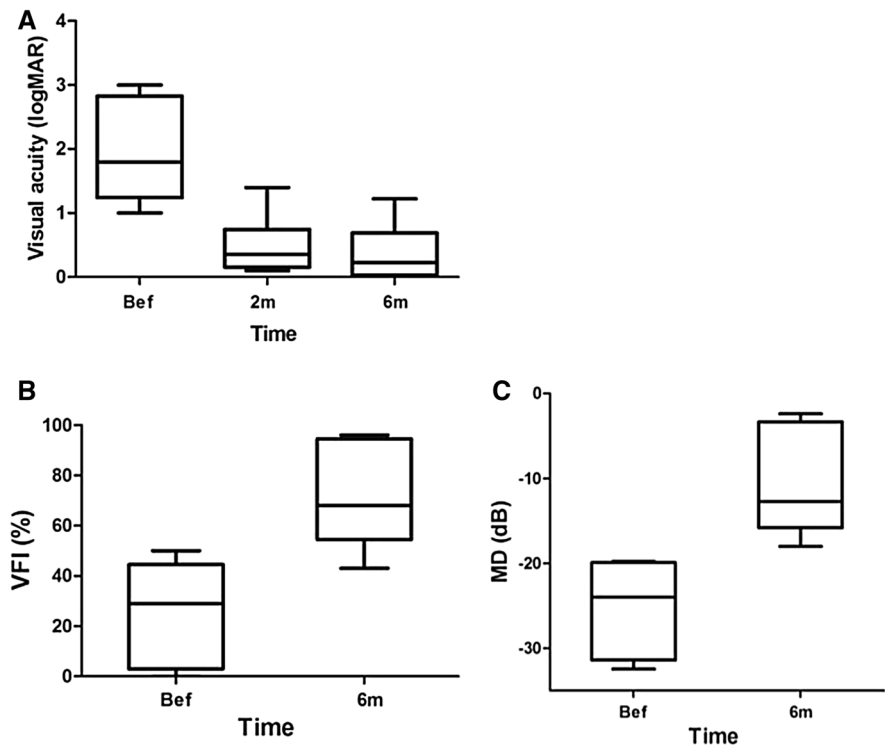 A
Visual acuity (logMAR)
4
3
2
1
0
Bef 2m 6m
Time
B
VFI (%)
100
80
60
40
20
0
Bef 6m
Time
C
MD (dB)
0
-10
-20
-30
Bef 6m
Time